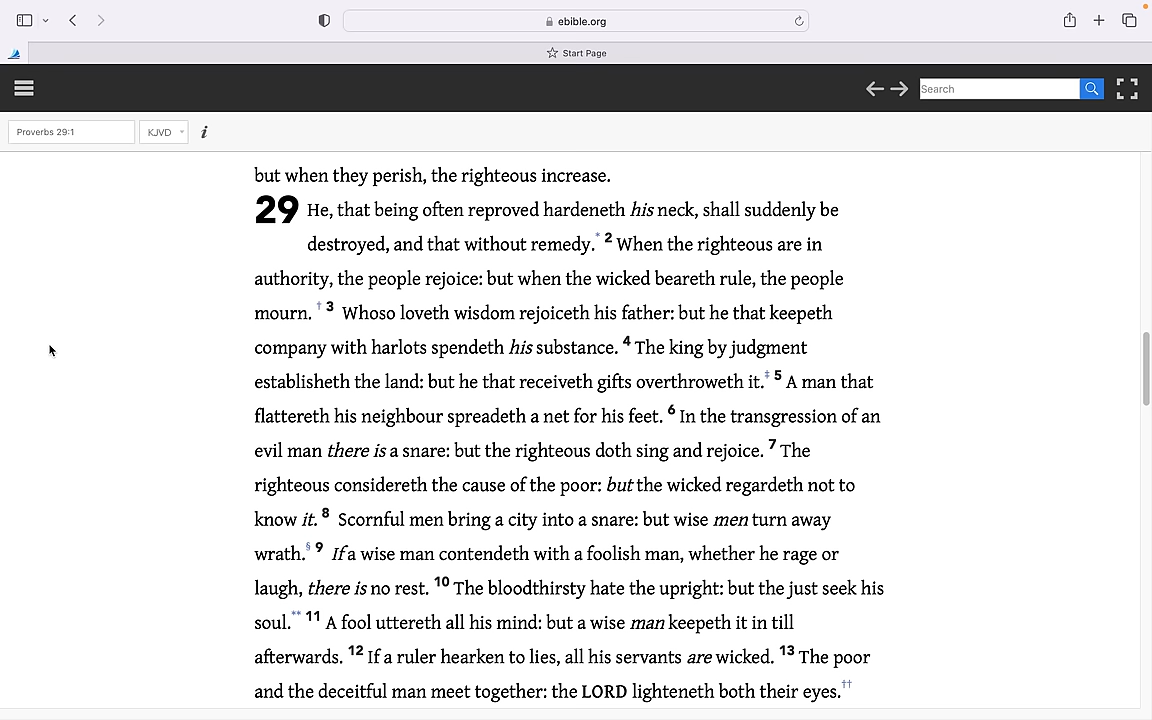 ebible.org
Start Page
Search
Proverbs 29:1 KJVD i
but when they perish, the righteous increase.
29 He, that being often reproved hardeneth his neck, shall suddenly be
destroyed, and that without remedy.* 2 When the righteous are in
authority, the people rejoice: but when the wicked beareth rule, the people
mourn. † 3 Whoso loveth wisdom rejoiceth his father: but he that keepeth
company with harlots spendeth his substance. 4 The king by judgment
establisheth the land: but he that receiveth gifts overthroweth it.‡ 5 A man that
flattereth his neighbour spreadeth a net for his feet. 6 In the transgression of an
evil man there is a snare: but the righteous doth sing and rejoice. 7 The
righteous considereth the cause of the poor: but the wicked regardeth not to
know it. 8 Scornful men bring a city into a snare: but wise men turn away
wrath.§ 9 If a wise man contendeth with a foolish man, whether he rage or
laugh, there is no rest. 10 The bloodthirsty hate the upright: but the just seek his
soul.** 11 A fool uttereth all his mind: but a wise man keepeth it in till
afterwards. 12 If a ruler hearken to lies, all his servants are wicked. 13 The poor
and the deceitful man meet together: the LORD lighteneth both their eyes.††